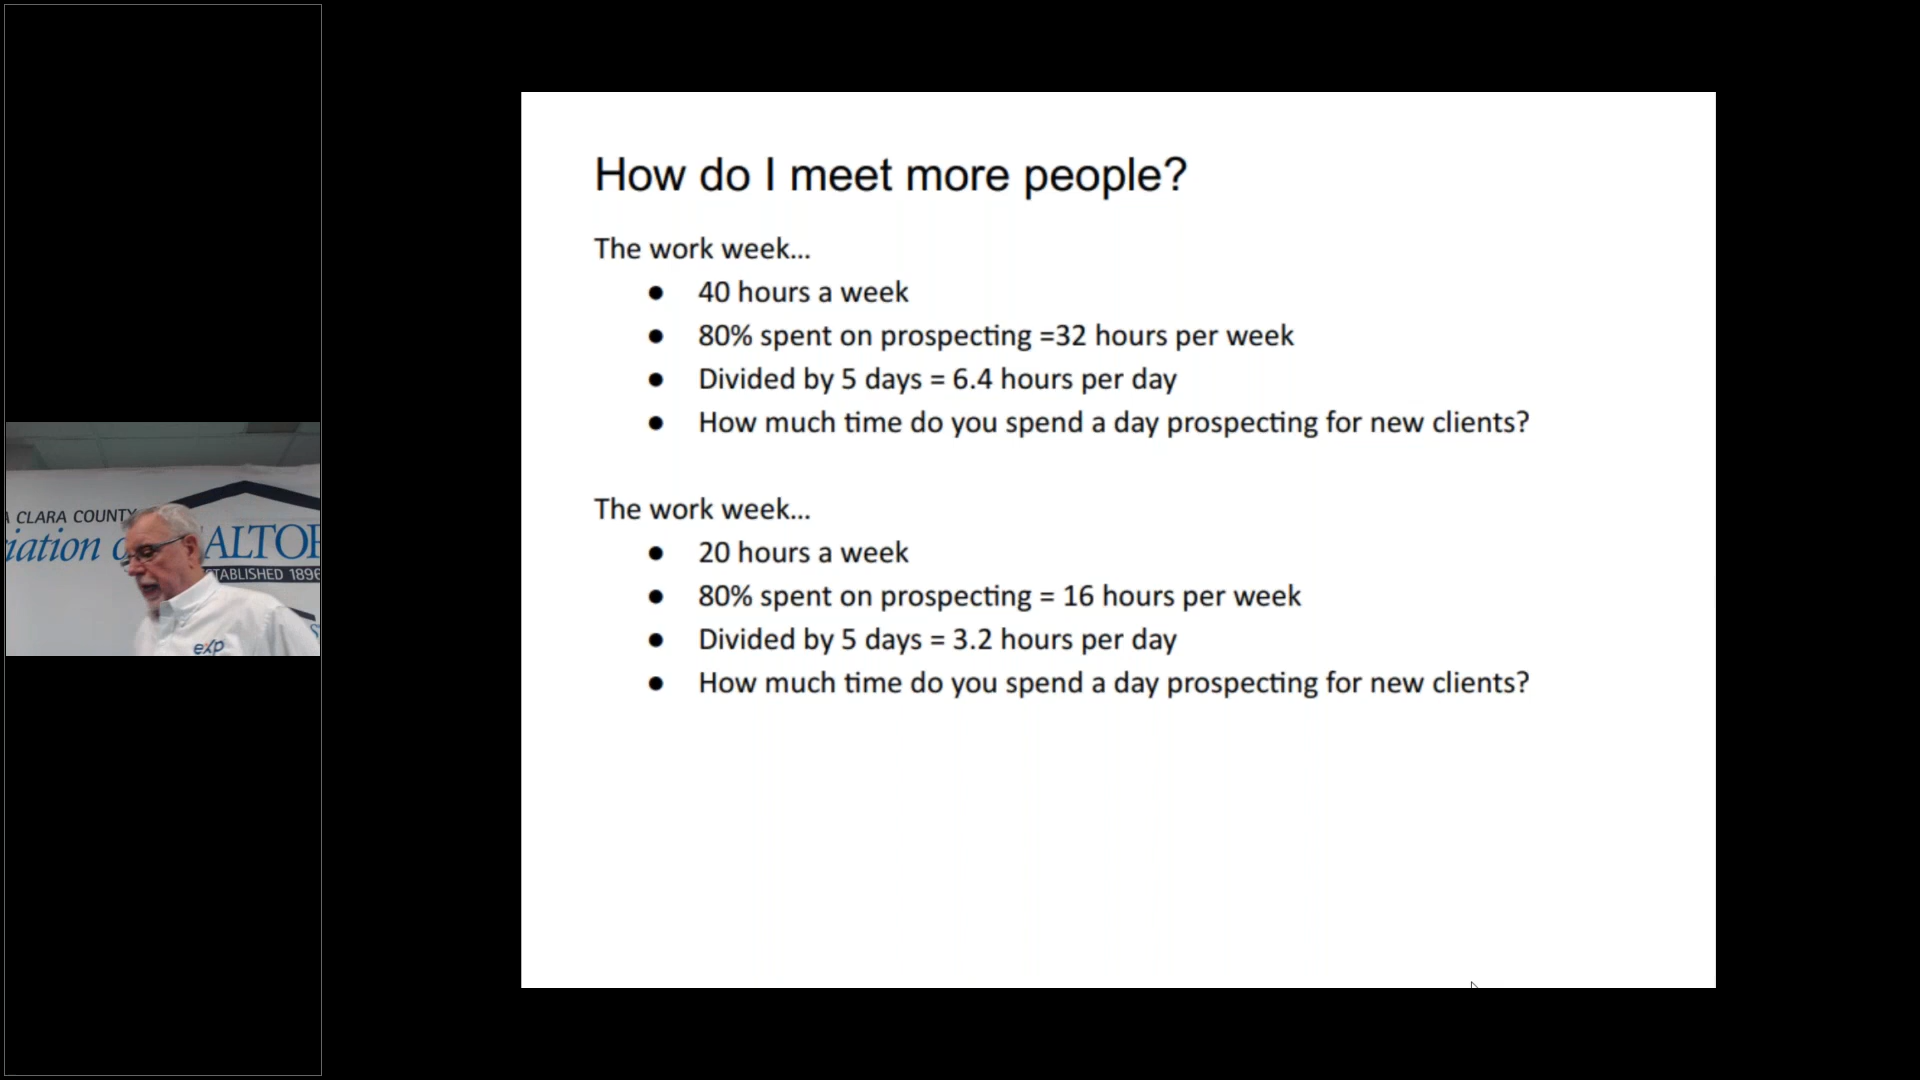 How do I meet more people?
The work week...
● 40 hours a week
● 80% spent on prospecting =32 hours per week
● Divided by 5 days = 6.4 hours per day
● How much time do you spend a day prospecting for new clients?
The work week...
● 20 hours a week
● 80% spent on prospecting = 16 hours per week
● Divided by 5 days = 3.2 hours per day
● How much time do you spend a day prospecting for new clients?
A CLARA COUNTY
iation o ALTOR
TABLISHED 1896
exp